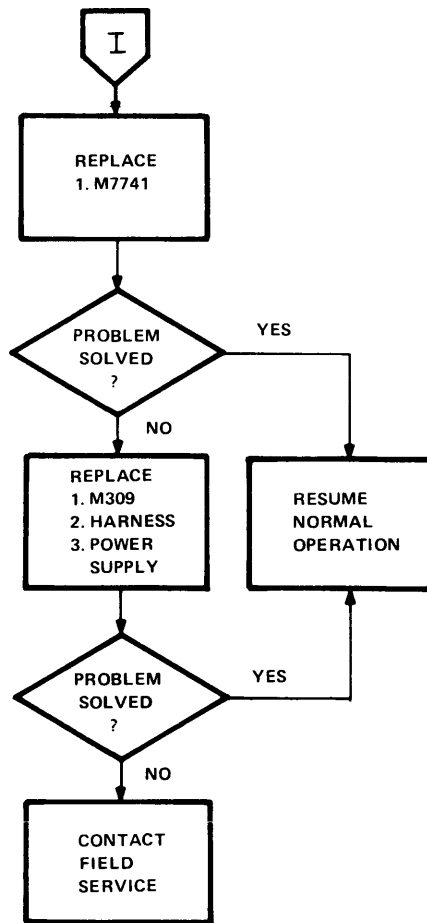 I
REPLACE
1. M7741
PROBLEM
SOLVED
?
YES
NO
REPLACE
1. M309
2. HARNESS
3. POWER
SUPPLY
RESUME
NORMAL
OPERATION
PROBLEM
SOLVED
?
YES
NO
CONTACT
FIELD
SERVICE